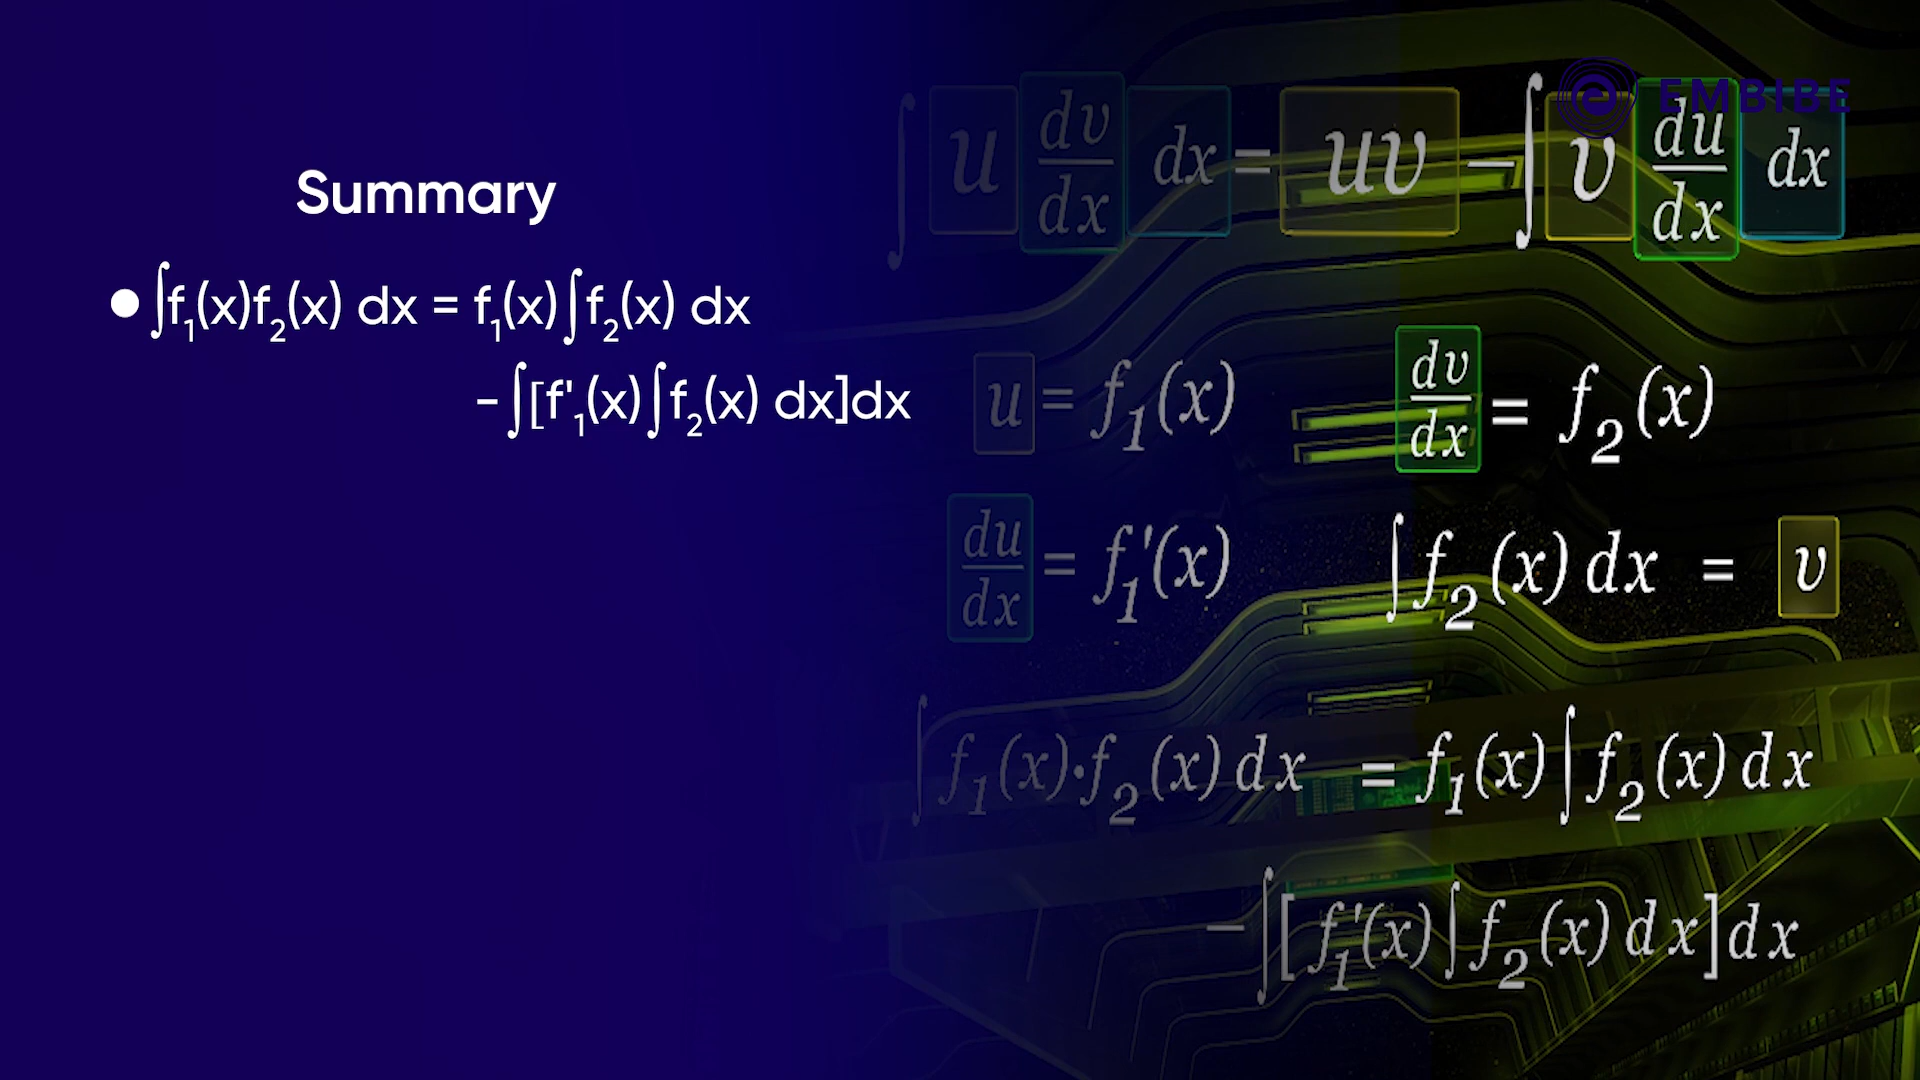 EMBIBE
Summary
● ∫f₁(x)f₂(x) dx = f₁(x)∫f₂(x) dx
- ∫[f'₁(x)∫f₂(x) dx]dx
∫ u dv/dx dx = uv − ∫ v du/dx dx
u = f₁(x) dv/dx = f₂(x)
du/dx = f₁'(x) ∫f₂(x) dx = v
∫ f₁(x)·f₂(x) dx = f₁(x)∫f₂(x) dx
− ∫[f₁'(x)∫f₂(x) dx]dx